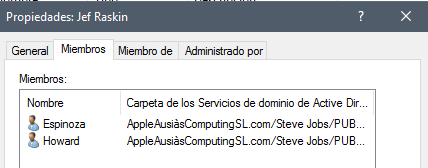 Propiedades: Jef Raskin ? ×
General Miembros Miembro de Administrado por
Miembros:
Nombre Carpeta de los Servicios de dominio de Active Dir...
Espinoza AppleAusiàsComputingSL.com/Steve Jobs/PUB...
Howard AppleAusiàsComputingSL.com/Steve Jobs/PUB...